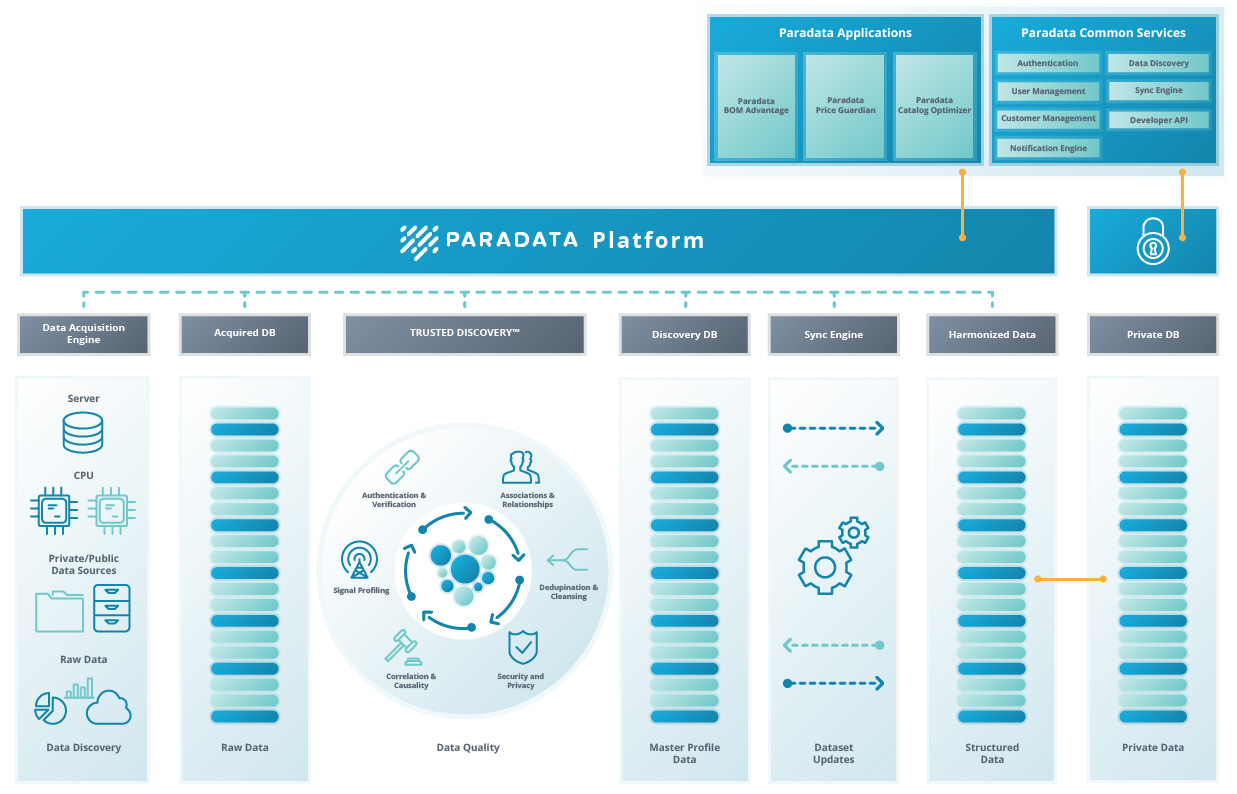 Paradata Applications
Paradata
BOM Advantage
Paradata
Price Guardian
Paradata
Catalog Optimizer
Paradata Common Services
Authentication
Data Discovery
User Management
Sync Engine
Customer Management
Developer API
Notification Engine
PARADATA Platform
Data Acquisition
Engine
Acquired DB
TRUSTED DISCOVERY™
Discovery DB
Sync Engine
Harmonized Data
Private DB
Server
CPU
Private/Public
Data Sources
Raw Data
Data Discovery
Raw Data
Authentication &
Verification
Associations &
Relationships
Signal Profiling
Dedupination &
Cleansing
Correlation &
Causality
Security and
Privacy
Data Quality
Master Profile
Data
Dataset
Updates
Structured
Data
Private Data